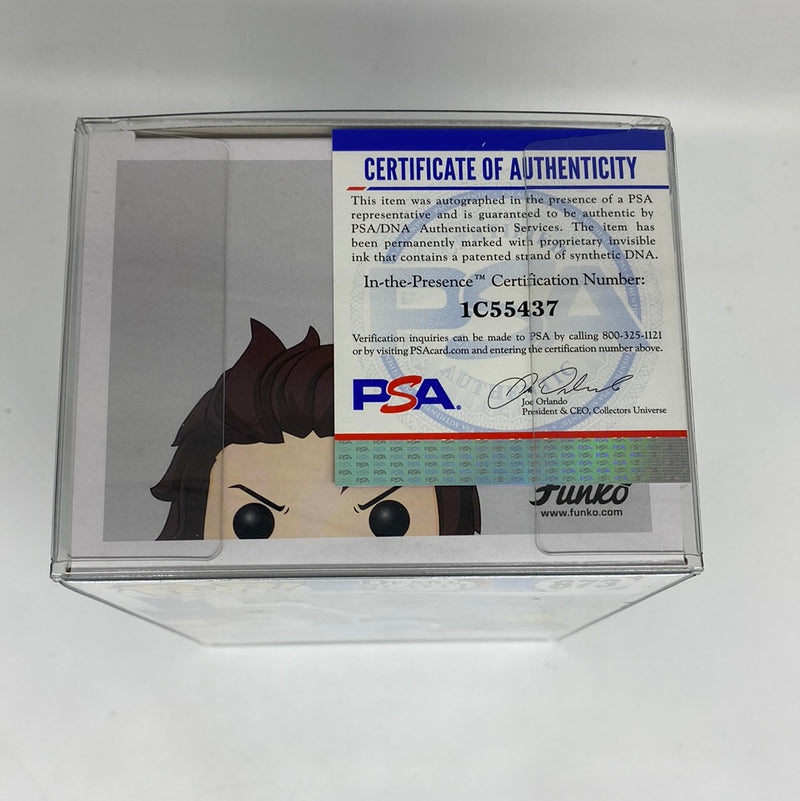 CERTIFICATE OF AUTHENTICITY
This item was autographed in the presence of a PSA
representative and is guaranteed to be authentic by
PSA/DNA Authentication Services. The item has
been permanently marked with proprietary invisible
ink that contains a patented strand of synthetic DNA.
In-the-Presence™ Certification Number:
1C55437
Verification inquiries can be made to PSA by calling 800-325-1121
or by visiting PSAcard.com and entering the certification number above.
PSA.
Joe Orlando
President & CEO, Collectors Universe
Funko
www.funko.com